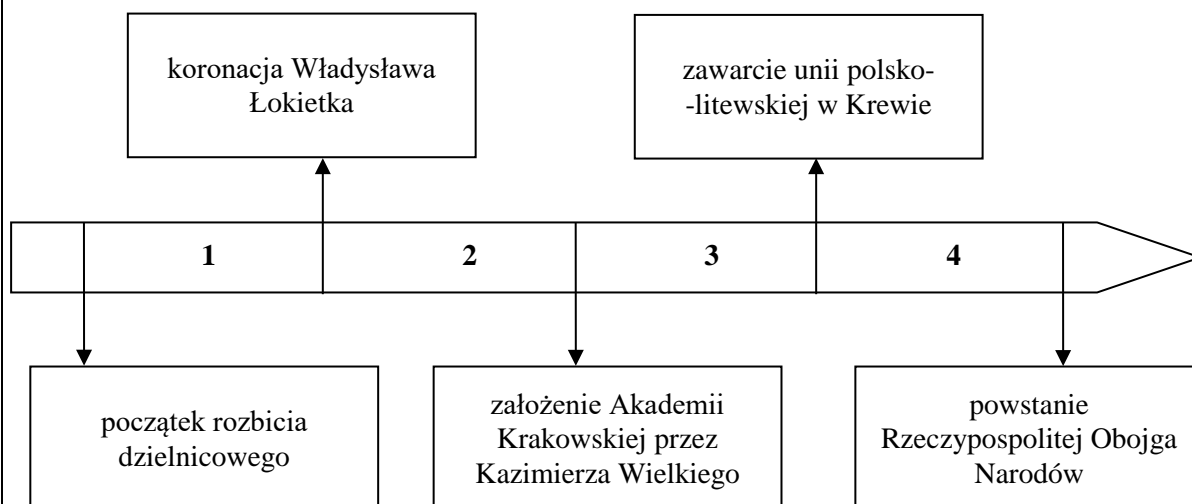 koronacja Władysława
Łokietka
zawarcie unii polsko-
-litewskiej w Krewie
1
2
3
4
początek rozbicia
dzielnicowego
założenie Akademii
Krakowskiej przez
Kazimierza Wielkiego
powstanie
Rzeczypospolitej Obojga
Narodów